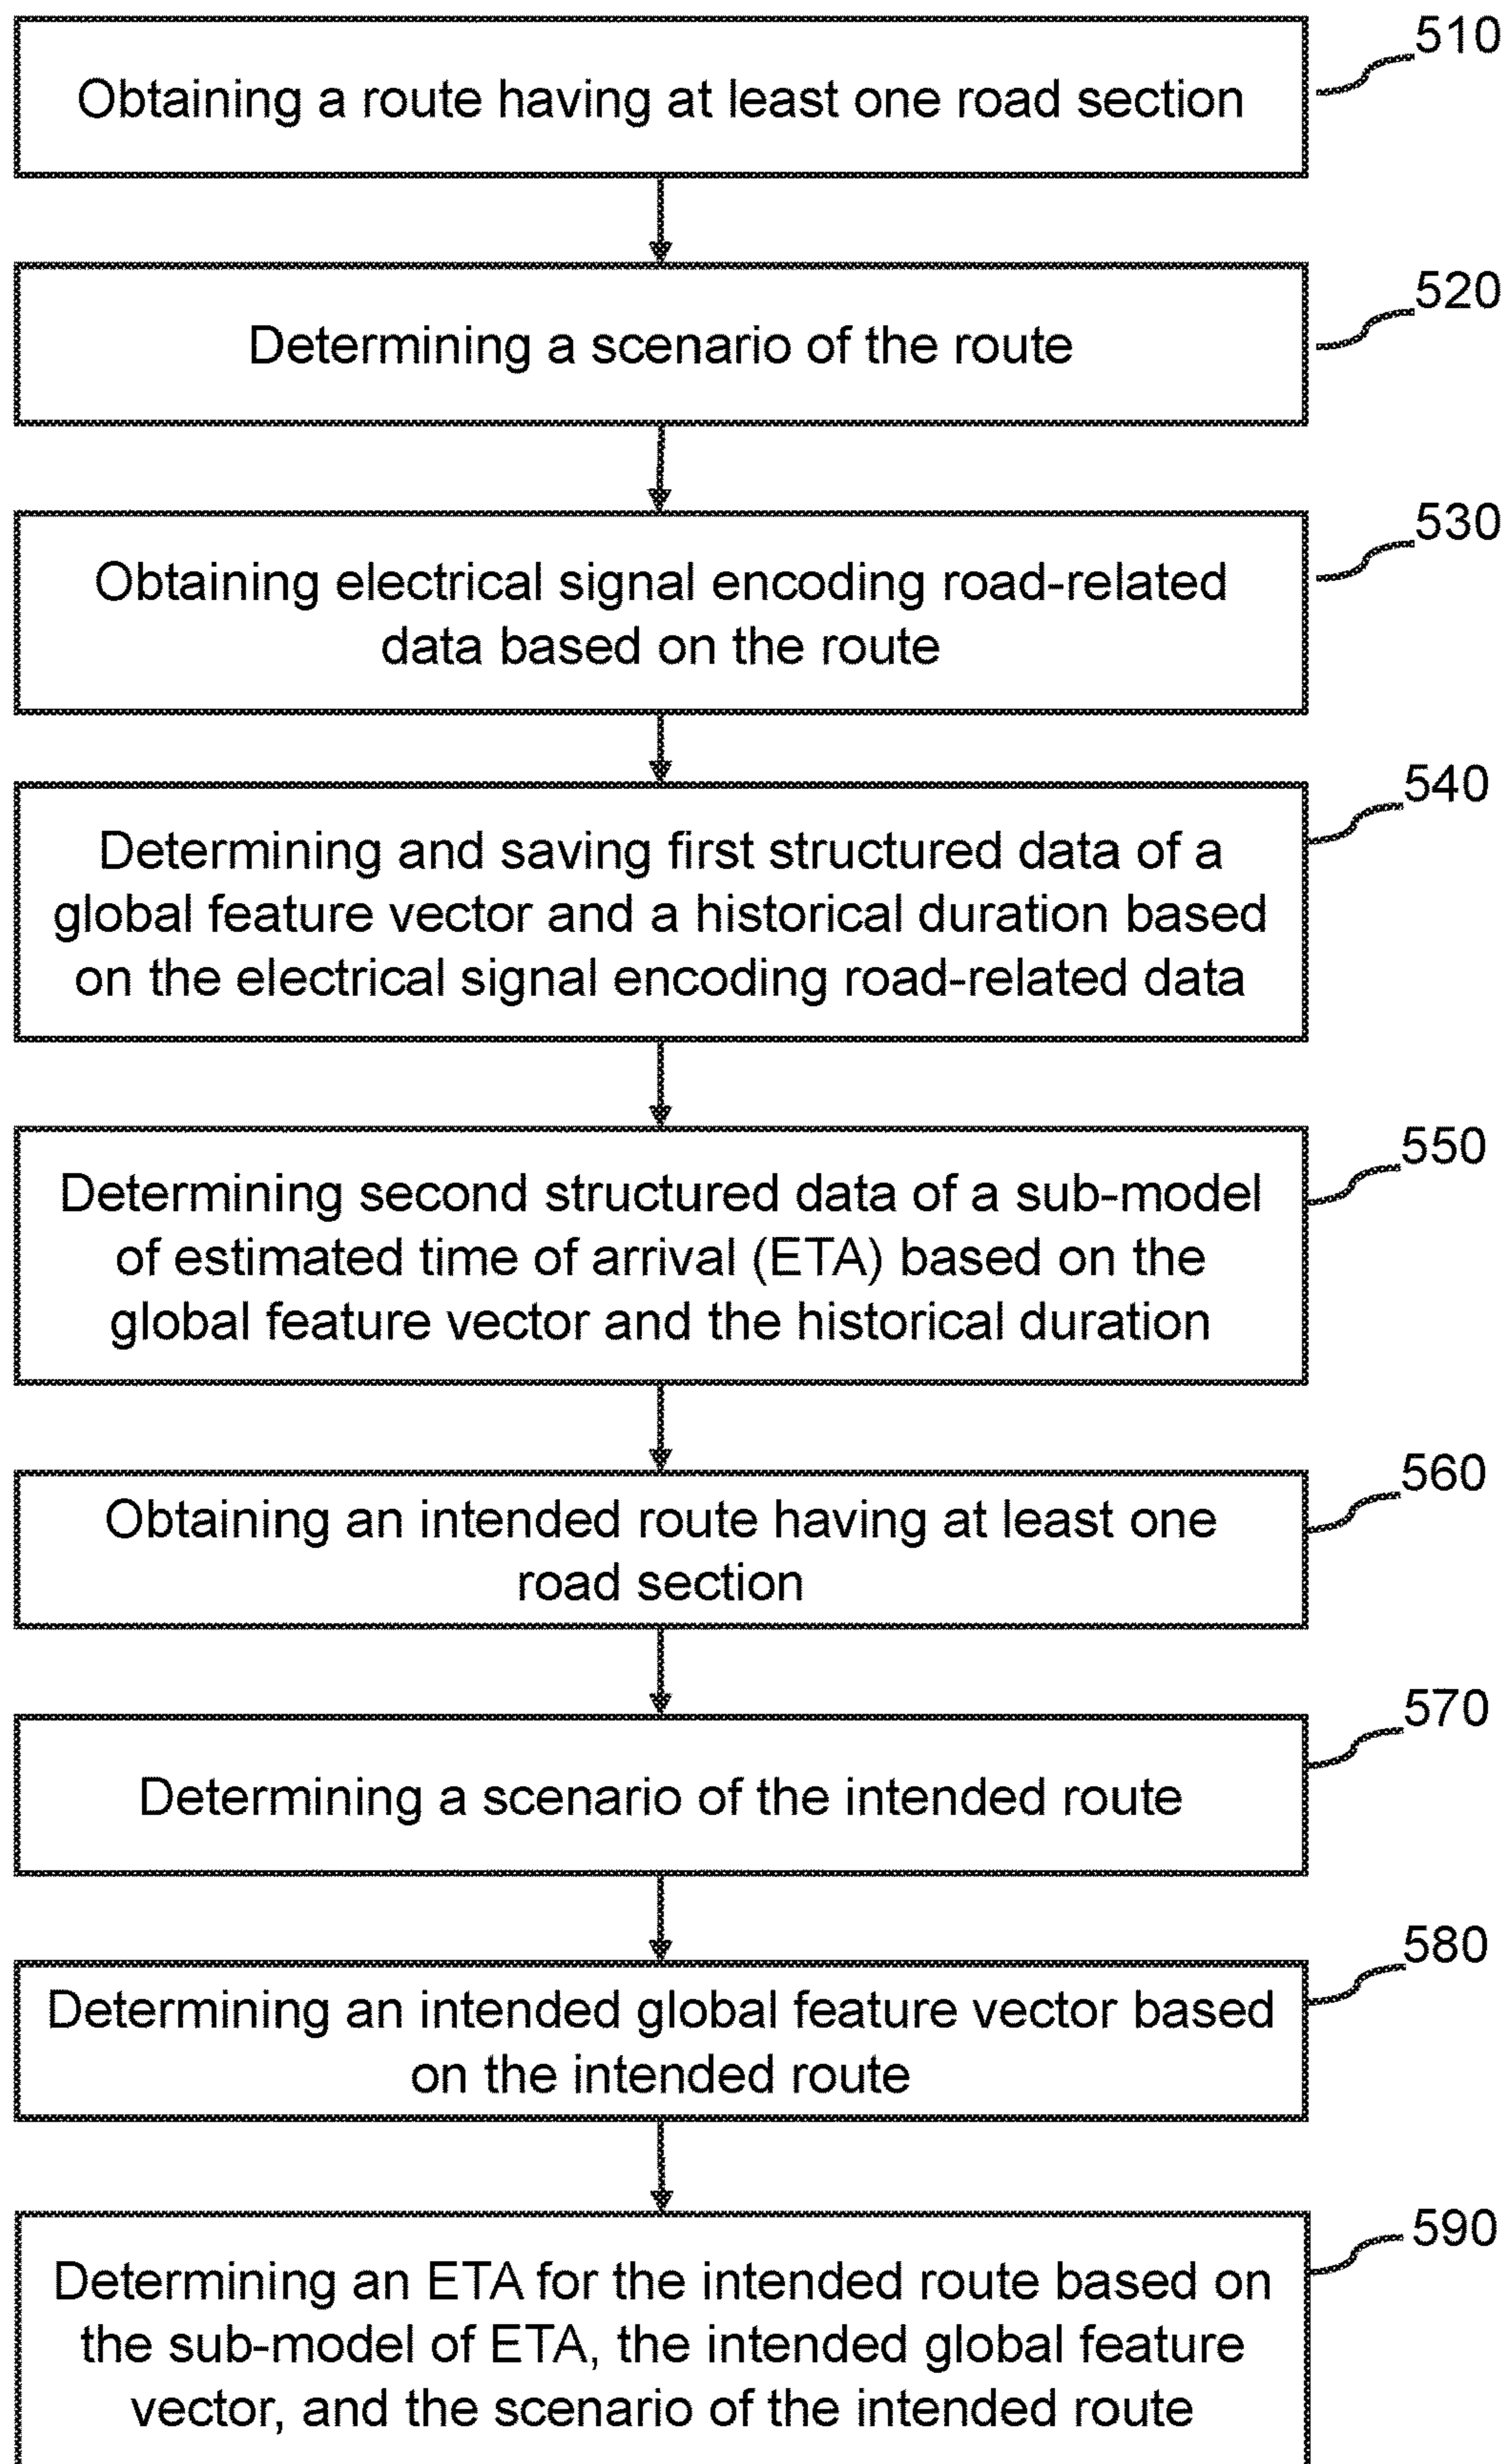 510
Obtaining a route having at least one road section
520
Determining a scenario of the route
530
Obtaining electrical signal encoding road-related
data based on the route
540
Determining and saving first structured data of a
global feature vector and a historical duration based
on the electrical signal encoding road-related data
550
Determining second structured data of a sub-model
of estimated time of arrival (ETA) based on the
global feature vector and the historical duration
560
Obtaining an intended route having at least one
road section
570
Determining a scenario of the intended route
580
Determining an intended global feature vector based
on the intended route
590
Determining an ETA for the intended route based on
the sub-model of ETA, the intended global feature
vector, and the scenario of the intended route